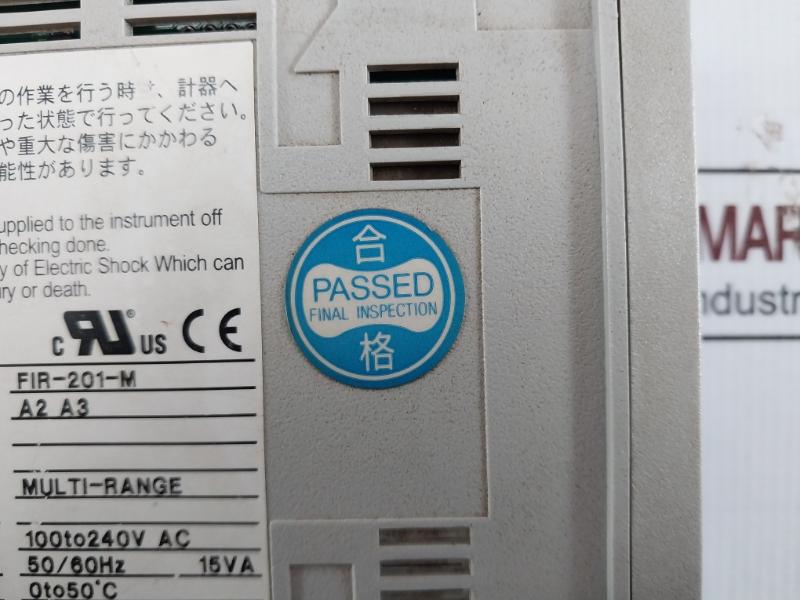 の作業を行う時、計器へ
った状態で行ってください。
や重大な傷害にかかわる
能性があります。
upplied to the instrument off
hecking done.
y of Electric Shock Which can
ury or death.
c RU ® US CE
FIR-201-M
A2 A3
MULTI-RANGE
100to240V AC
50/60Hz 15VA
0to50°C
合
PASSED
FINAL INSPECTION
格
MAR
ndustri